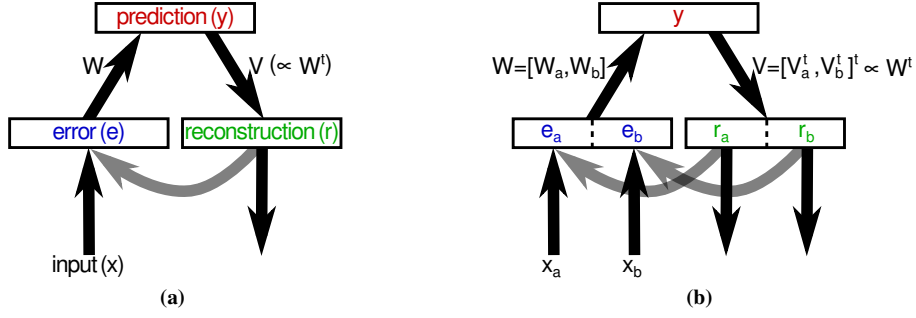 prediction (y)
W
V (∝ Wᵗ)
error (e)
reconstruction (r)
input (x)
(a)
y
W=[Wₐ,W_b]
V=[Vₐᵗ,V_bᵗ]ᵗ ∝ Wᵗ
eₐ
e_b
rₐ
r_b
xₐ
x_b
(b)